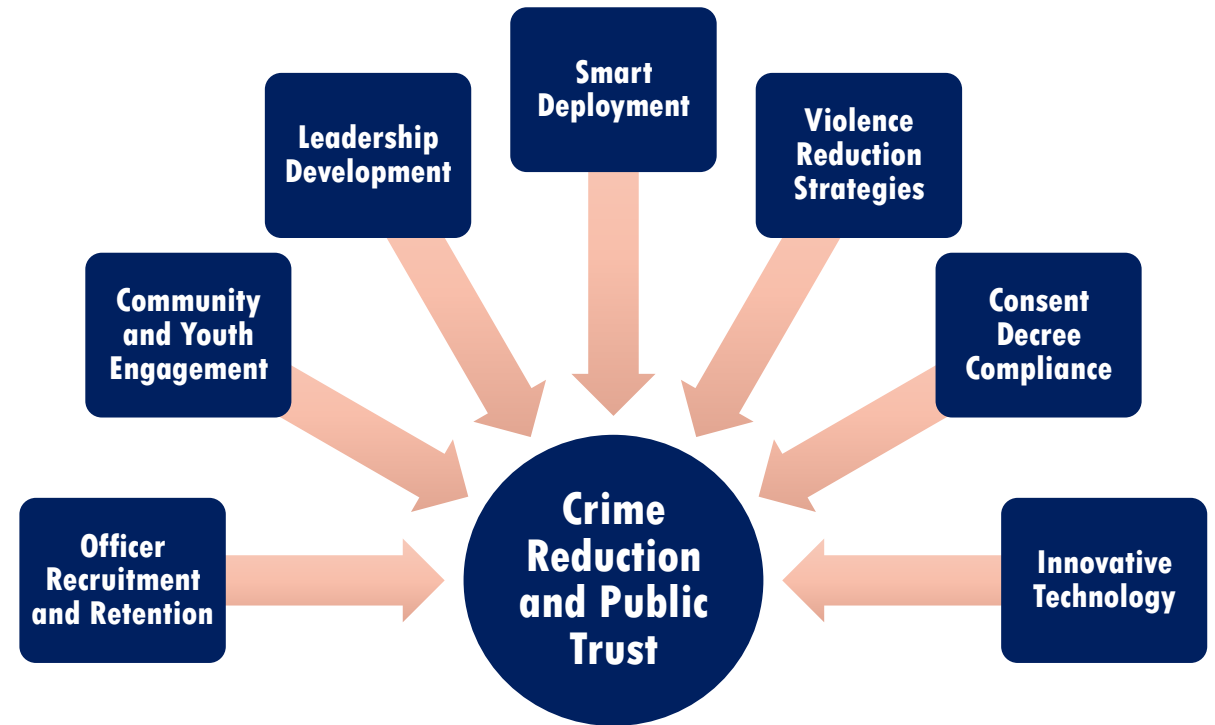 Smart
Deployment
Leadership
Development
Violence
Reduction
Strategies
Community
and Youth
Engagement
Consent
Decree
Compliance
Officer
Recruitment
and Retention
Crime
Reduction
and Public
Trust
Innovative
Technology